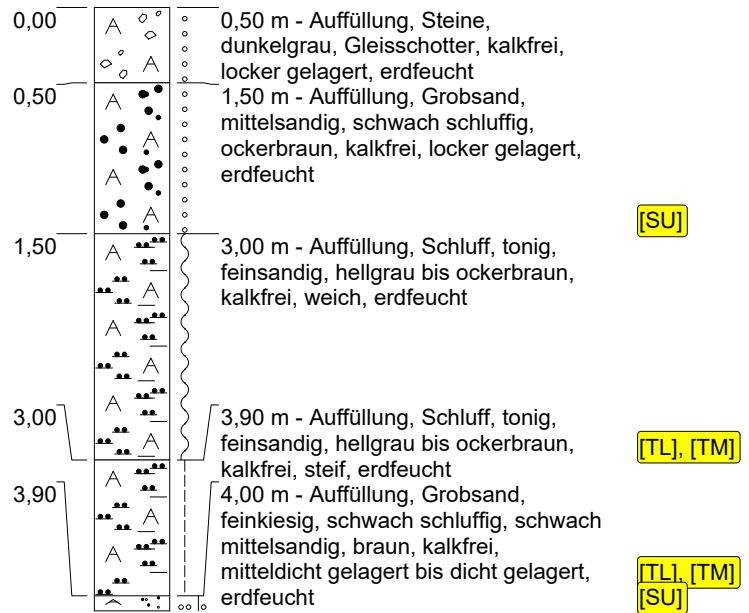 0,00
0,50 m - Auffüllung, Steine,
dunkelgrau, Gleisschotter, kalkfrei,
locker gelagert, erdfeucht
0,50
1,50 m - Auffüllung, Grobsand,
mittelsandig, schwach schluffig,
ockerbraun, kalkfrei, locker gelagert,
erdfeucht
[SU]
1,50
3,00 m - Auffüllung, Schluff, tonig,
feinsandig, hellgrau bis ockerbraun,
kalkfrei, weich, erdfeucht
3,00
3,90 m - Auffüllung, Schluff, tonig,
feinsandig, hellgrau bis ockerbraun,
kalkfrei, steif, erdfeucht
[TL], [TM]
3,90
4,00 m - Auffüllung, Grobsand,
feinkiesig, schwach schluffig, schwach
mittelsandig, braun, kalkfrei,
mitteldicht gelagert bis dicht gelagert,
erdfeucht
[TL], [TM]
[SU]